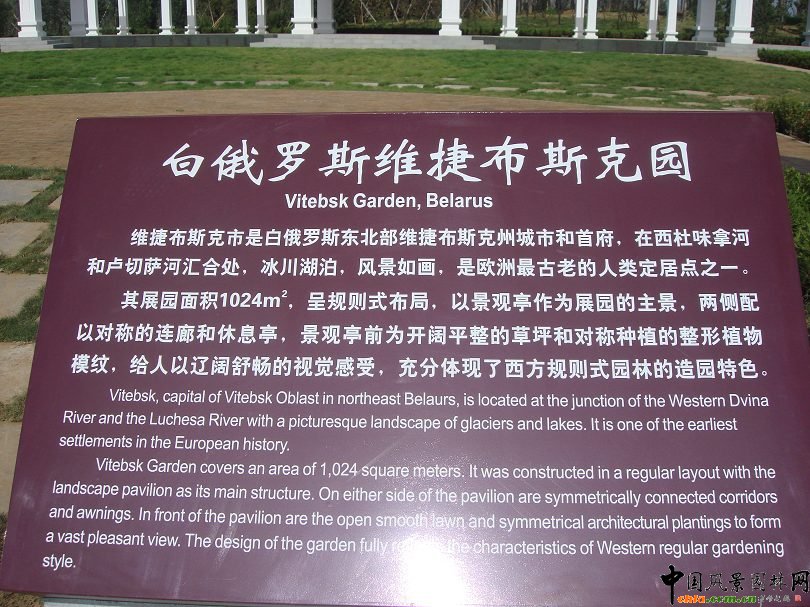 白俄罗斯维捷布斯克园
Vitebsk Garden, Belarus
维捷布斯克市是白俄罗斯东北部维捷布斯克州城市和首府，在西杜味拿河
和卢切萨河汇合处，冰川湖泊，风景如画，是欧洲最古老的人类定居点之一。
其展园面积1024m²，呈规则式布局，以景观亭作为展园的主景，两侧配
以对称的连廊和休息亭，景观亭前为开阔平整的草坪和对称种植的整形植物
模纹，给人以辽阔舒畅的视觉感受，充分体现了西方规则式园林的造园特色。
Vitebsk, capital of Vitebsk Oblast in northeast Belaurs, is located at the junction of the Western Dvina
River and the Luchesa River with a picturesque landscape of glaciers and lakes. It is one of the earliest
settlements in the European history.
Vitebsk Garden covers an area of 1,024 square meters. It was constructed in a regular layout with the
landscape pavilion as its main structure. On either side of the pavilion are symmetrically connected corridors
and awnings. In front of the pavilion are the open smooth lawn and symmetrical architectural plantings to form
a vast pleasant view. The design of the garden fully the characteristics of Western regular gardening
style.
中国风景园林网